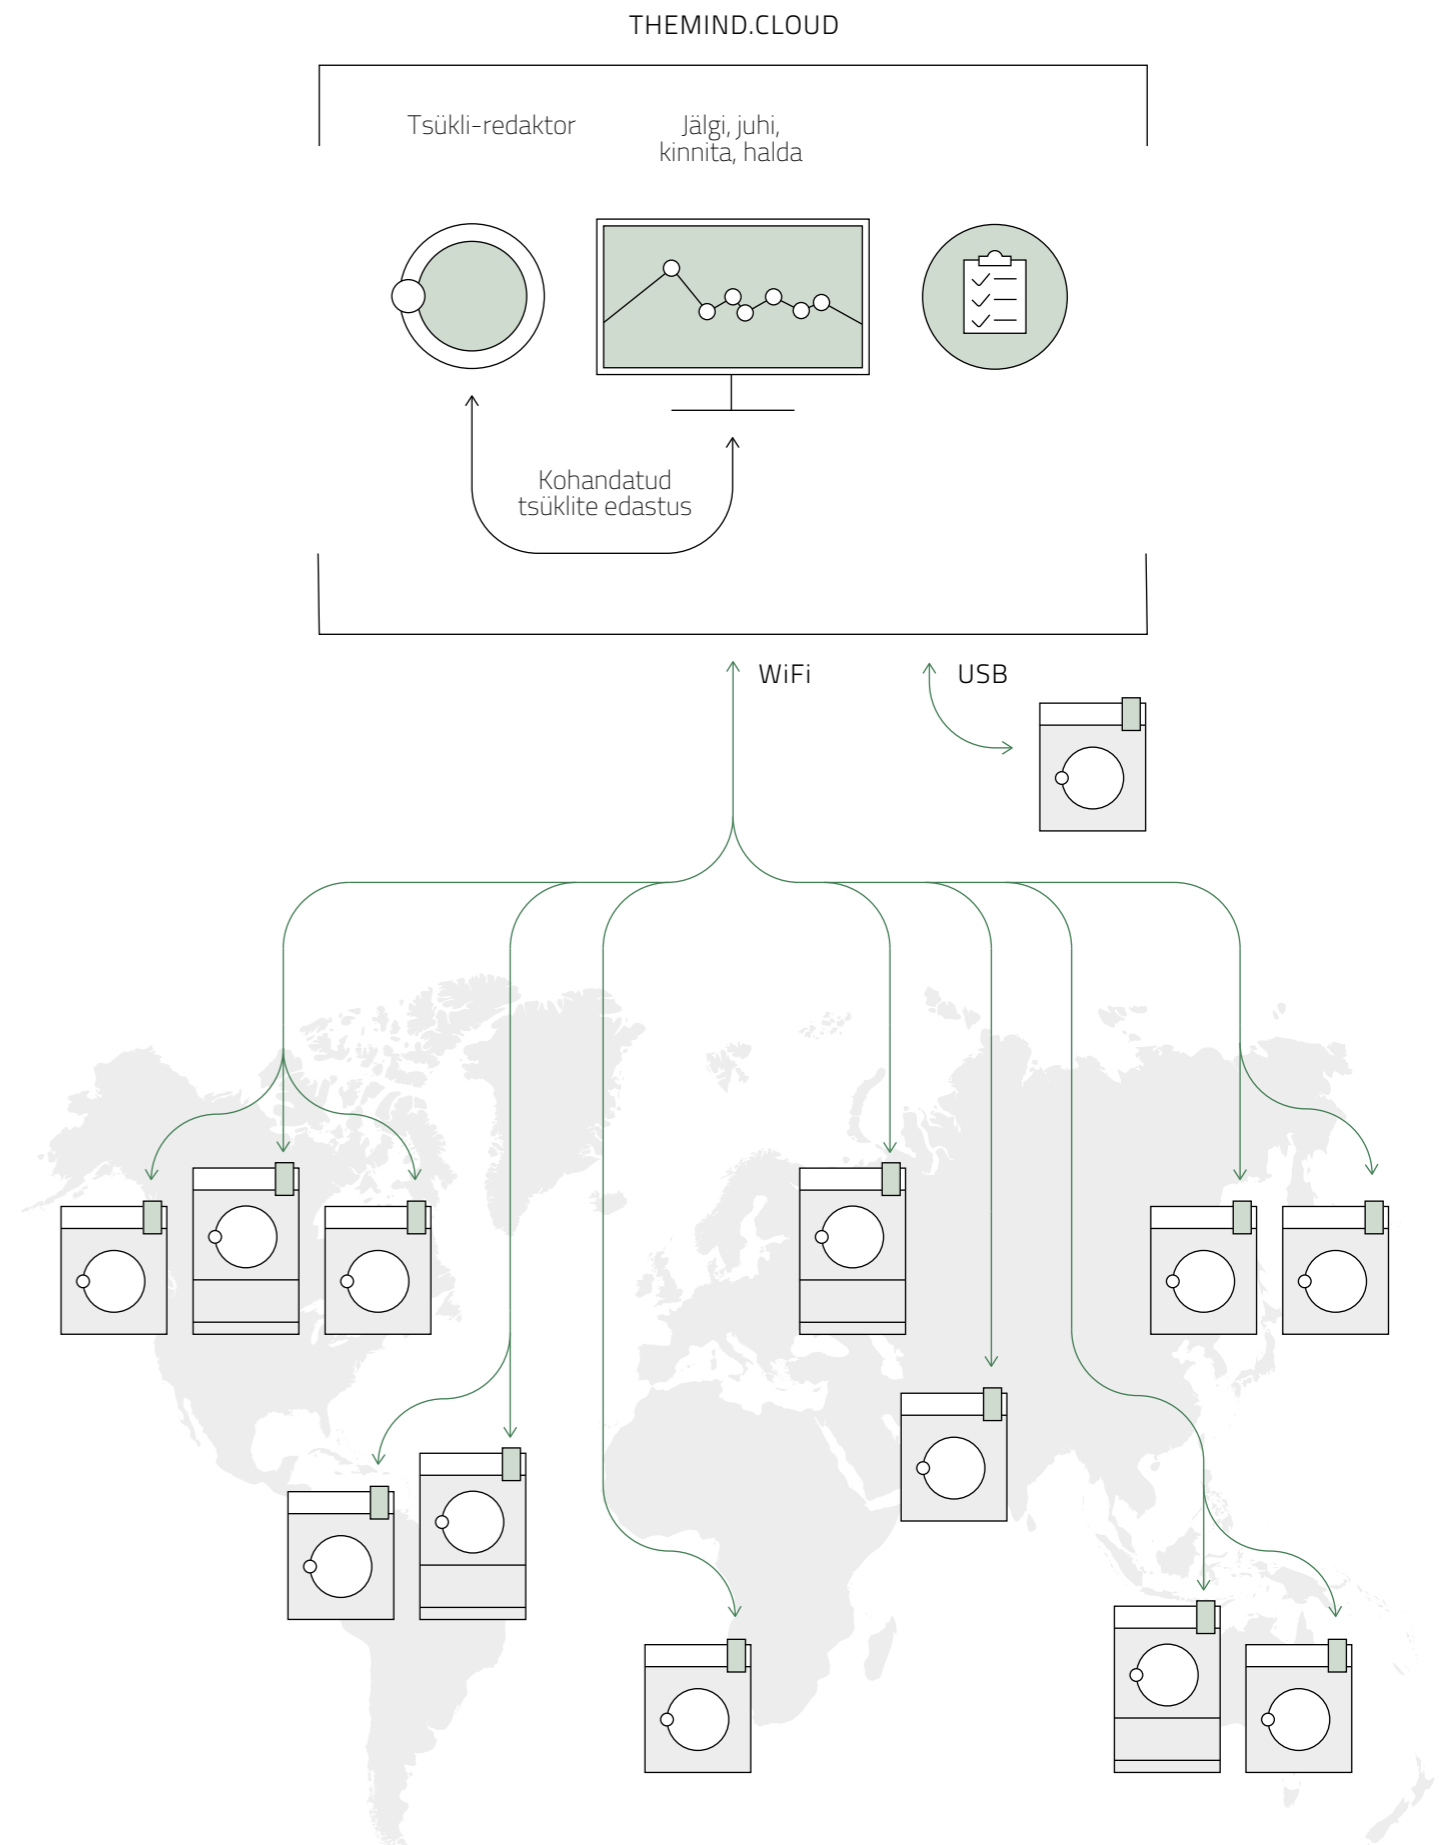 THEMIND.CLOUD
Tsükli-redaktor
Jälgi, juhi,
kinnita, halda
Kohandatud
tsüklite edastus
WiFi
USB